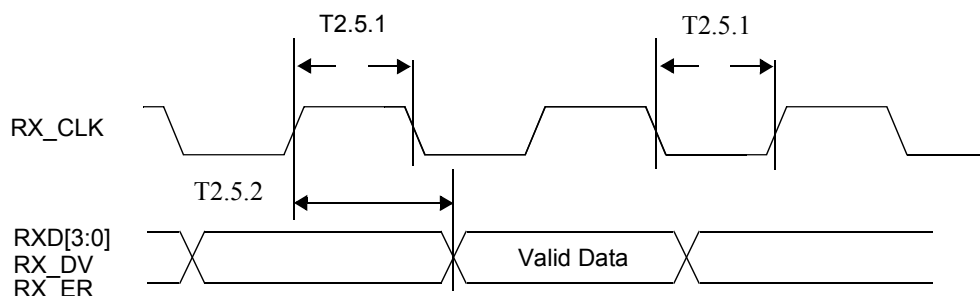 T2.5.1
T2.5.1
RX_CLK
T2.5.2
RXD[3:0]
RX_DV
Valid Data
RX_ER